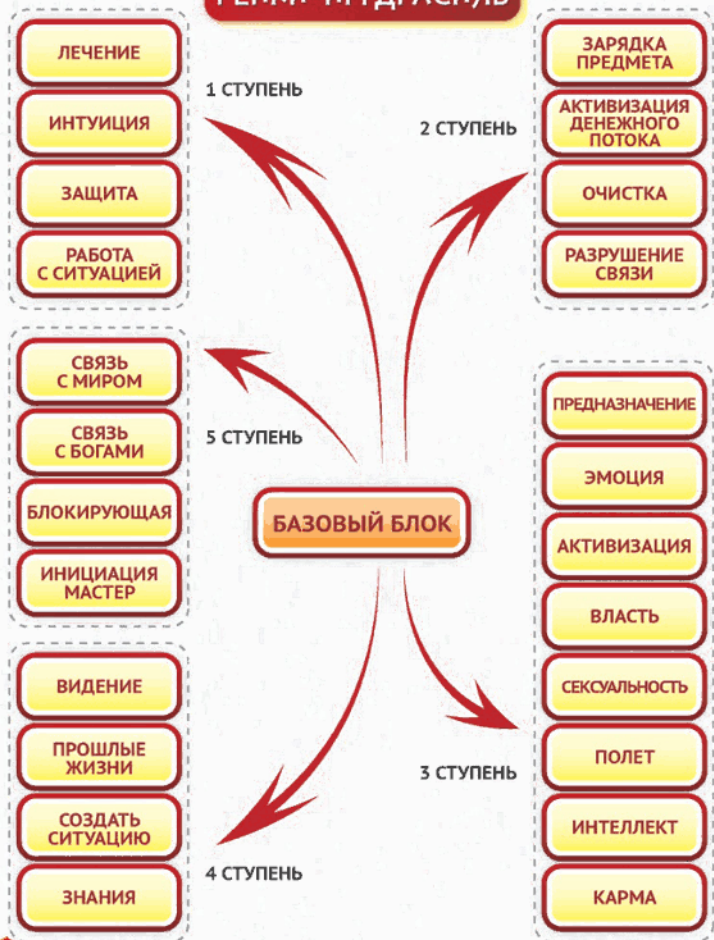 ЛЕЧЕНИЕ
ИНТУИЦИЯ
ЗАЩИТА
РАБОТА
С СИТУАЦИЕЙ
1 СТУПЕНЬ
2 СТУПЕНЬ
ЗАРЯДКА
ПРЕДМЕТА
АКТИВИЗАЦИЯ
ДЕНЕЖНОГО
ПОТОКА
ОЧИСТКА
РАЗРУШЕНИЕ
СВЯЗИ
СВЯЗЬ
С МИРОМ
СВЯЗЬ
С БОГАМИ
БЛОКИРУЮЩАЯ
ИНИЦИАЦИЯ
МАСТЕР
5 СТУПЕНЬ
БАЗОВЫЙ БЛОК
ПРЕДНАЗНАЧЕНИЕ
ЭМОЦИЯ
АКТИВИЗАЦИЯ
ВЛАСТЬ
СЕКСУАЛЬНОСТЬ
ПОЛЕТ
ИНТЕЛЛЕКТ
КАРМА
3 СТУПЕНЬ
ВИДЕНИЕ
ПРОШЛЫЕ
ЖИЗНИ
СОЗДАТЬ
СИТУАЦИЮ
ЗНАНИЯ
4 СТУПЕНЬ